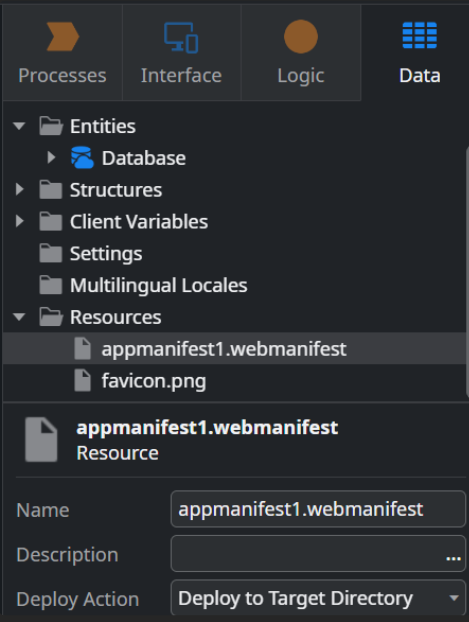 Processes Interface Logic Data
Entities
Database
Structures
Client Variables
Settings
Multilingual Locales
Resources
appmanifest1.webmanifest
favicon.png
appmanifest1.webmanifest
Resource
Name appmanifest1.webmanifest
Description ...
Deploy Action Deploy to Target Directory